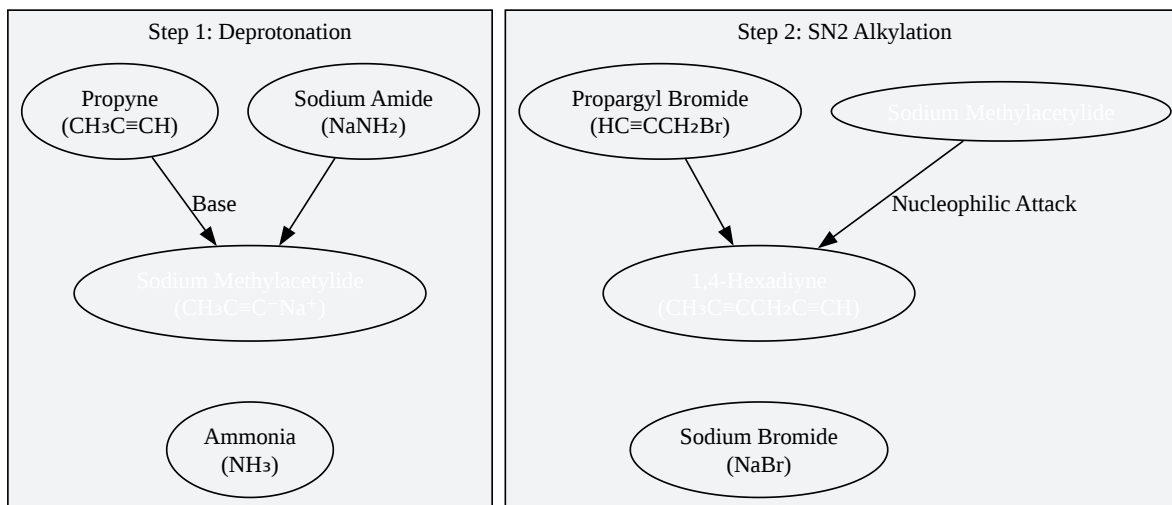 Step 1: Deprotonation
Propyne
(CH₃C≡CH)
Sodium Amide
(NaNH₂)
Base
Sodium Methylacetylide
(CH₃C≡C⁻Na⁺)
Ammonia
(NH₃)
Step 2: SN2 Alkylation
Propargyl Bromide
(HC≡CCH₂Br)
Sodium Methylacetylide
Nucleophilic Attack
1,4-Hexadiyne
(CH₃C≡CCH₂C≡CH)
Sodium Bromide
(NaBr)